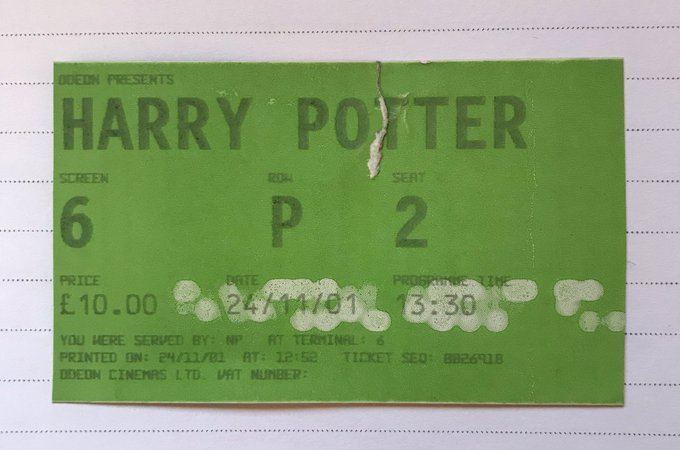 ODEON PRESENTS
HARRY POTTER
SCREEN ROW SEAT
6 P 2
PRICE DATE PROGRAMME TIME
£10.00 24/11/01 13:30
YOU WERE SERVED BY: NP AT TERMINAL: 6
PRINTED ON: 24/11/01 AT: 12:52 TICKET SEQ: 0026918
ODEON CINEMAS LTD. VAT NUMBER: